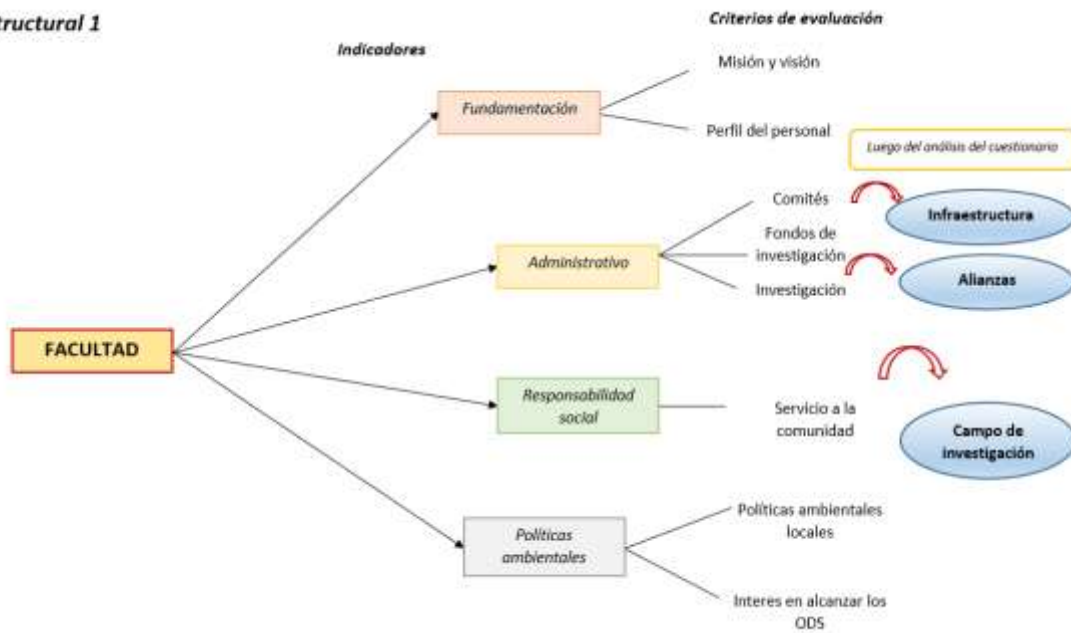 tructural 1
Criterios de evaluación
Indicadores
Misión y visión
Fundamentación
Perfil del personal
Luego del análisis del cuestionario
Comités
Infraestructura
Fondos de
investigación
Administrativo
Alianzas
Investigación
FACULTAD
Responsabilidad
social
Servicio a la
comunidad
Campo de
investigación
Políticas ambientales
locales
Políticas
ambientales
Interes en alcanzar los
ODS